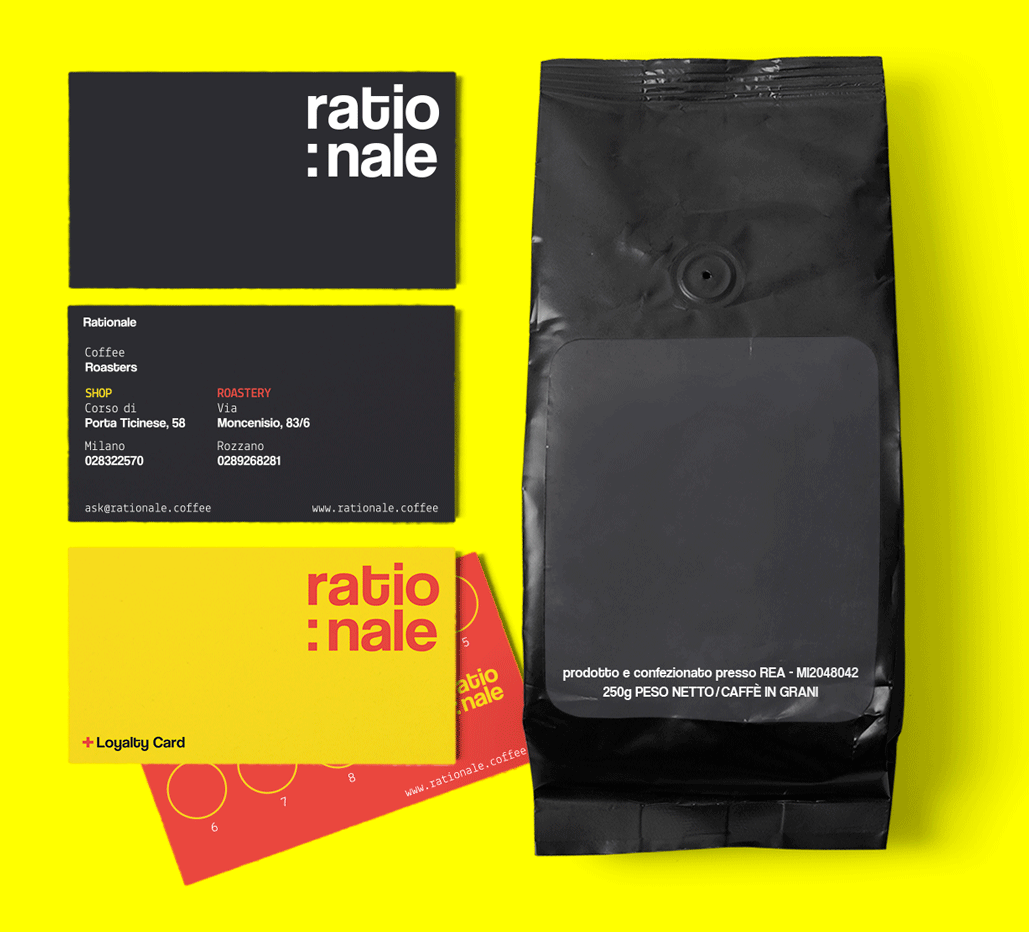 ratio
:nale
Rationale
Coffee
Roasters
SHOP
Corso di
Porta Ticinese, 58
Milano
028322570
ROASTERY
Via
Moncenisio, 83/6
Rozzano
0289268281
ask@rationale.coffee
www.rationale.coffee
ratio
:nale
+ Loyalty Card
5
atio
:nale
6
7
8
www.rationale.coffee
prodotto e confezionato presso REA - MI2048042
250g PESO NETTO/CAFFÈ IN GRANI